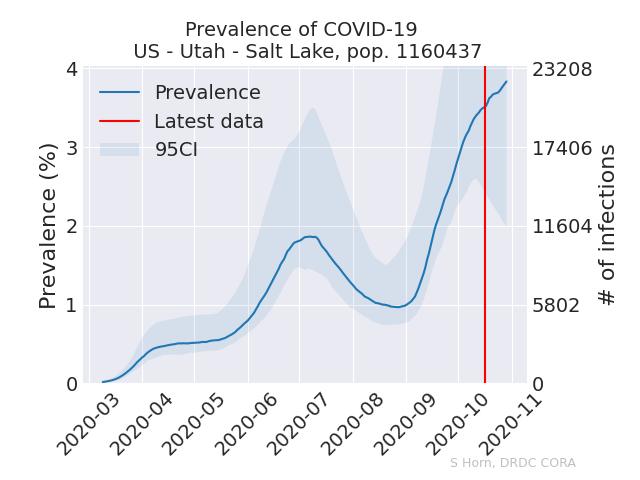 Prevalence of COVID-19
US - Utah - Salt Lake, pop. 1160437
Prevalence
Latest data
95CI
Prevalence (%)
4
3
2
1
0
23208
17406
11604
5802
0
# of infections
2020-03
2020-04
2020-05
2020-06
2020-07
2020-08
2020-09
2020-10
2020-11
S Horn, DRDC CORA